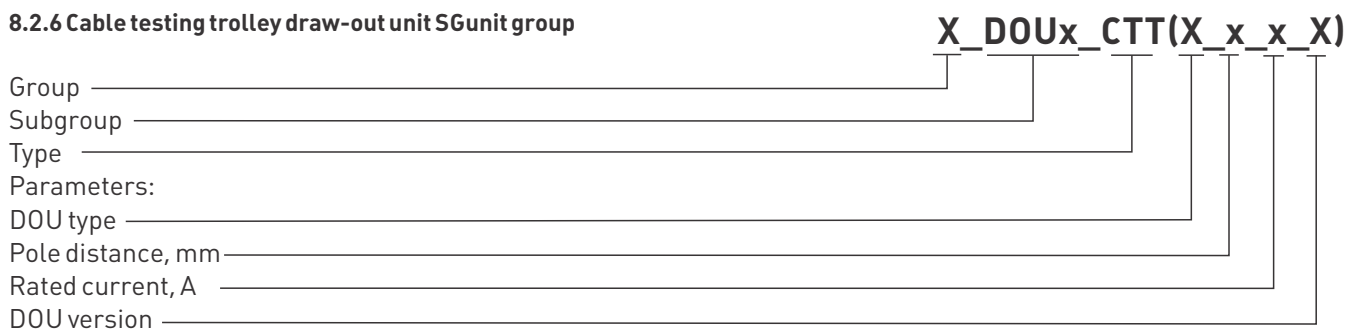 8.2.6 Cable testing trolley draw-out unit SGunit group
X_DOUx_CTT(X_x_x_X)
Group
Subgroup
Type
Parameters:
DOU type
Pole distance, mm
Rated current, A
DOU version